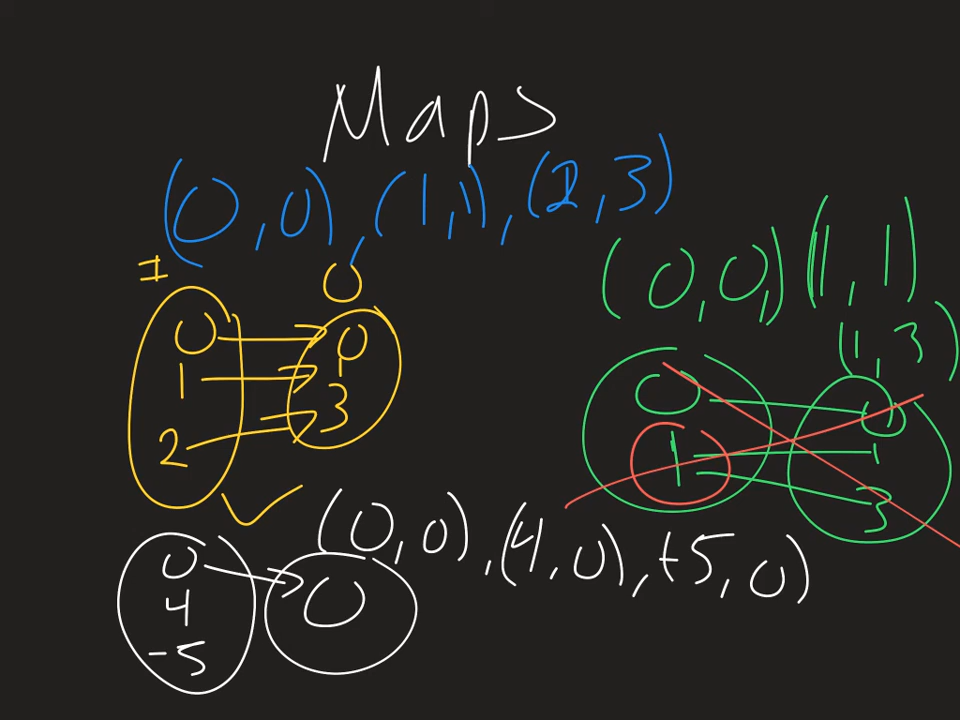 Maps
(0,0), (1,1), (2,3)
I O
0 0
1 1
2 3
(0,0,) (1,1)
(1,3)
0 0
1 1
3
(0,0), (4,0), (-5,0)
0 0
4
-5